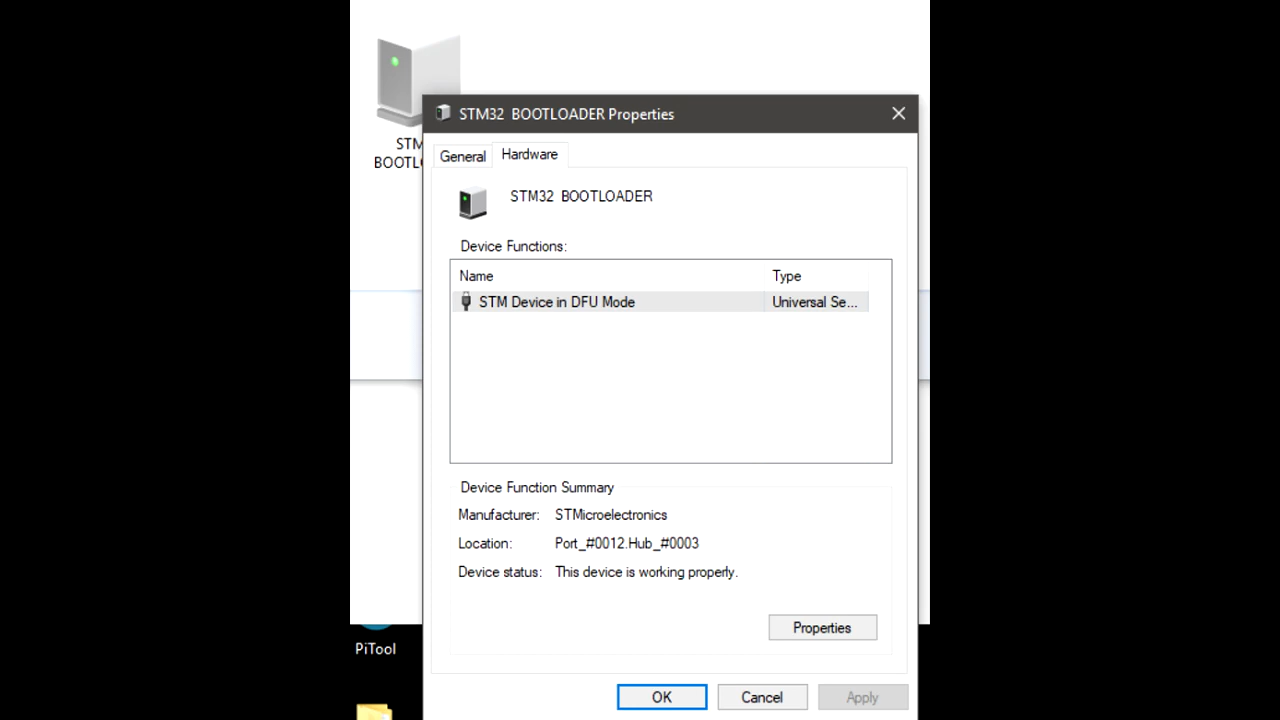 STM
BOOTL
STM32 BOOTLOADER Properties
General
Hardware
STM32 BOOTLOADER
Device Functions:
Name Type
STM Device in DFU Mode Universal Se...
Device Function Summary
Manufacturer: STMicroelectronics
Location: Port_#0012.Hub_#0003
Device status: This device is working properly.
Properties
PiTool
OK Cancel Apply